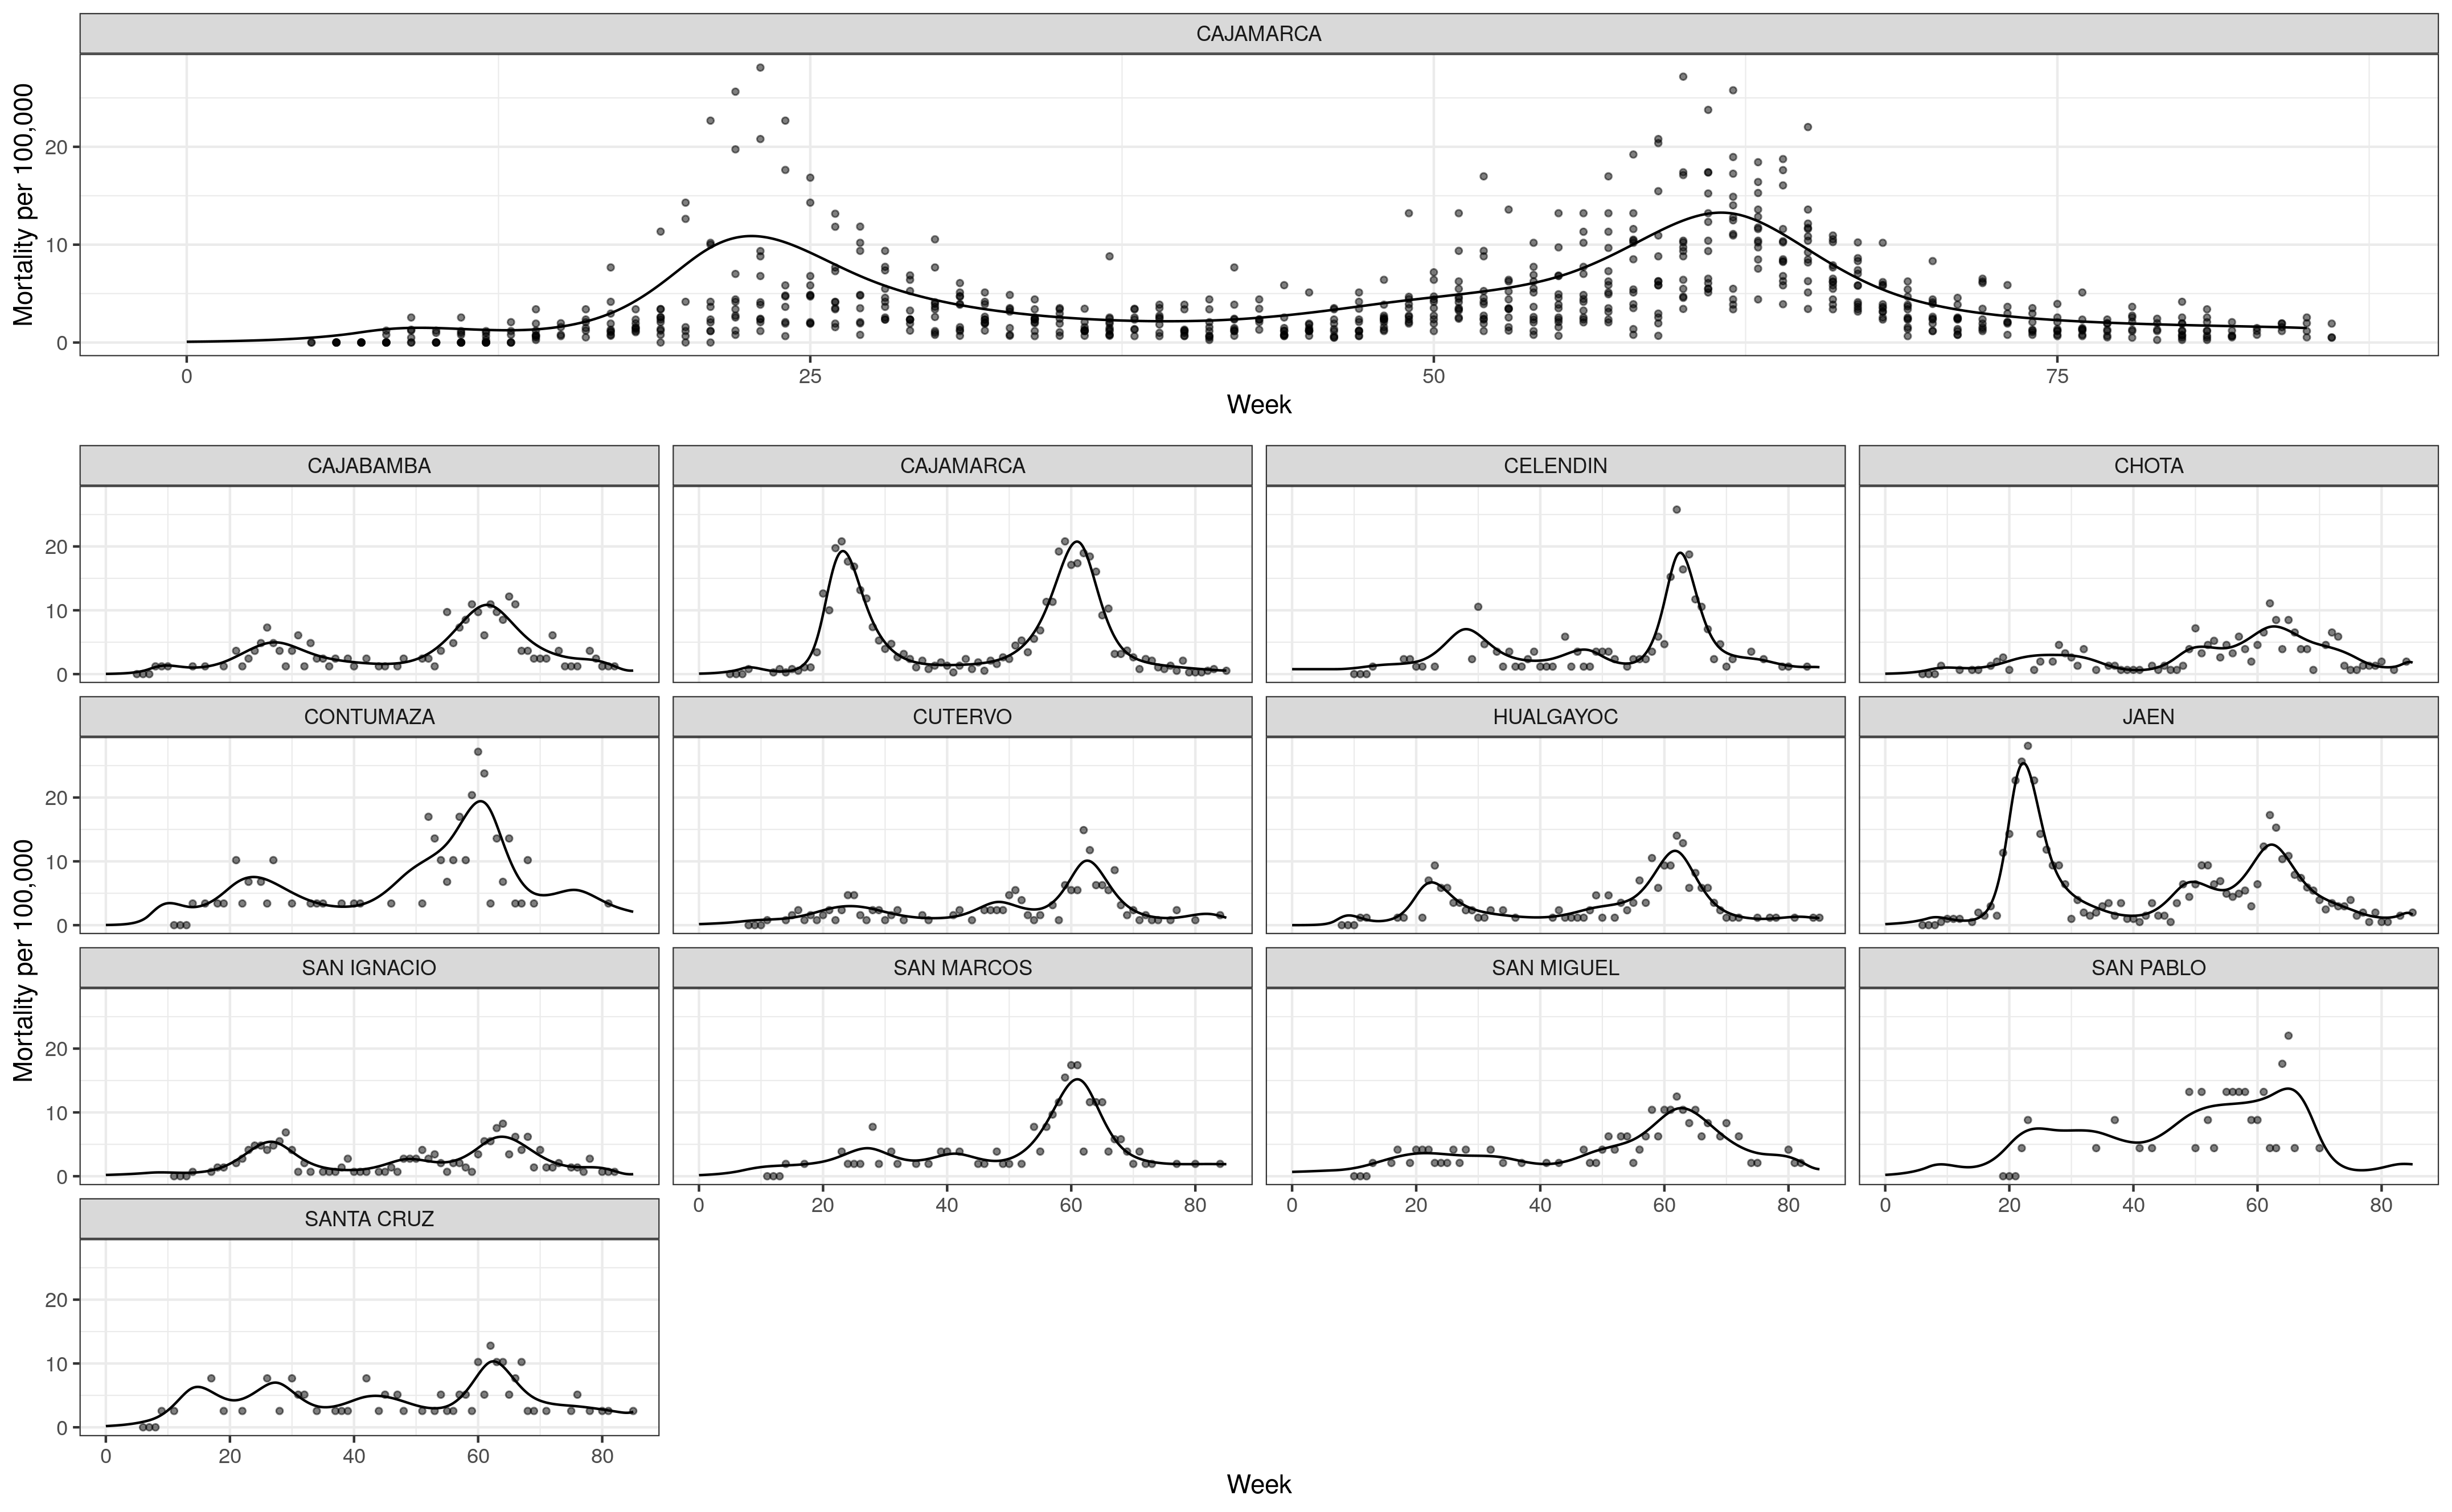 CAJAMARCA
Mortality per 100,000
20
10
0
0 25 50 75
Week
CAJABAMBA CAJAMARCA CELENDIN CHOTA
20
10
0
CONTUMAZA CUTERVO HUALGAYOC JAEN
20
10
0
Mortality per 100,000
SAN IGNACIO SAN MARCOS SAN MIGUEL SAN PABLO
20
10
0
0 20 40 60 80 0 20 40 60 80 0 20 40 60 80
SANTA CRUZ
20
10
0
0 20 40 60 80
Week